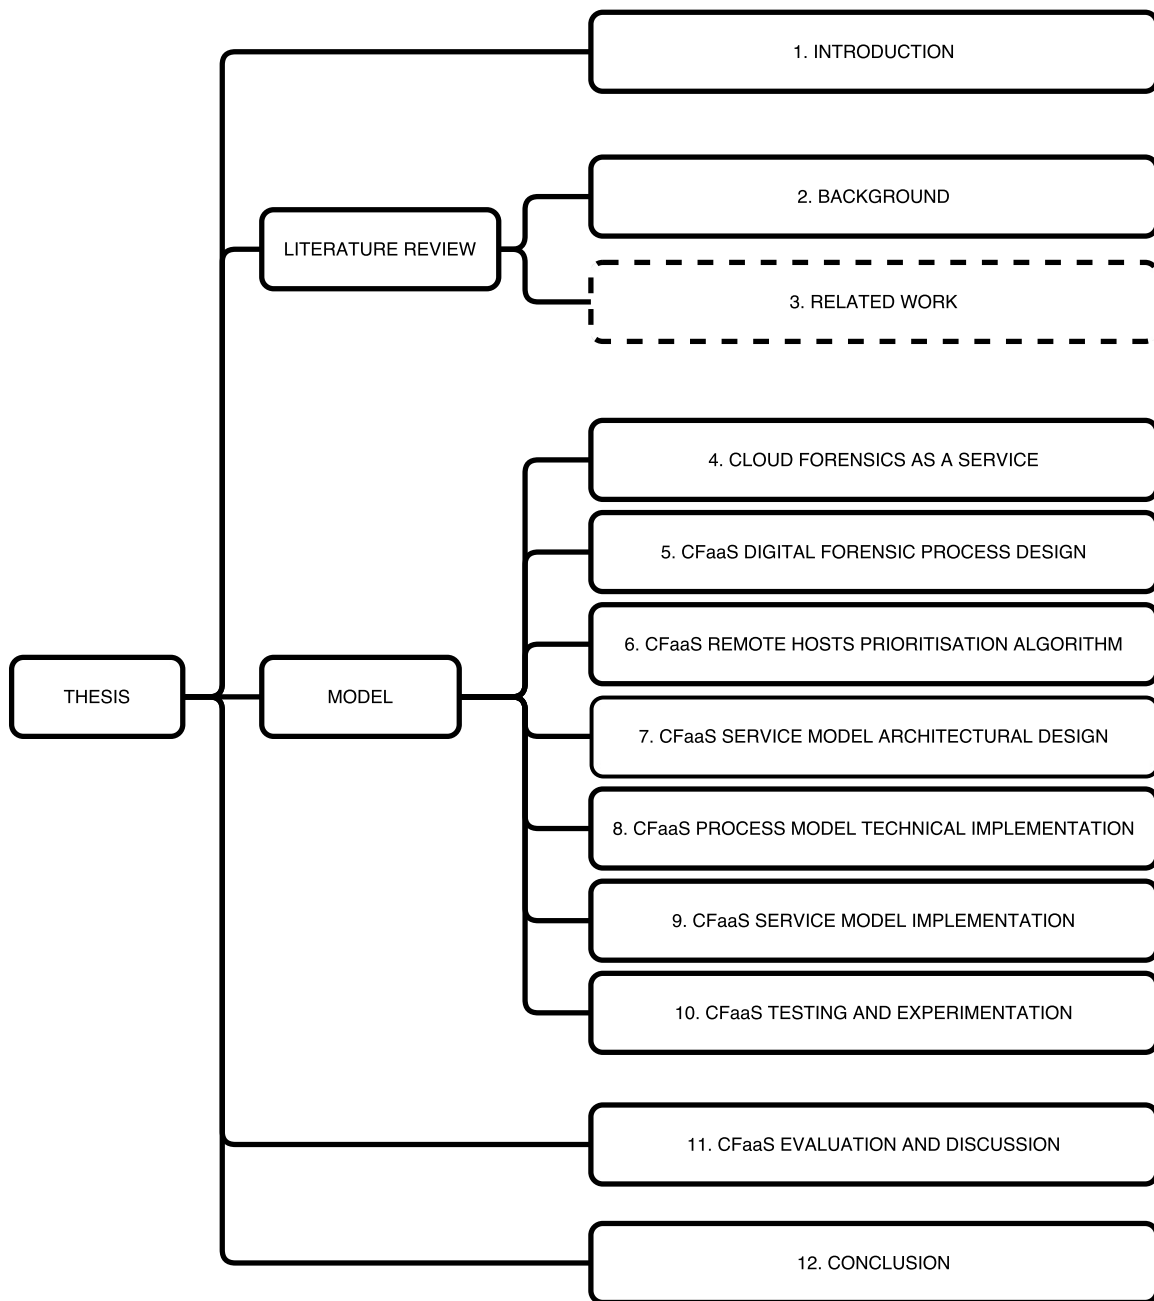 1. INTRODUCTION
2. BACKGROUND
LITERATURE REVIEW
3. RELATED WORK
4. CLOUD FORENSICS AS A SERVICE
5. CFaaS DIGITAL FORENSIC PROCESS DESIGN
6. CFaaS REMOTE HOSTS PRIORITISATION ALGORITHM
THESIS
MODEL
7. CFaaS SERVICE MODEL ARCHITECTURAL DESIGN
8. CFaaS PROCESS MODEL TECHNICAL IMPLEMENTATION
9. CFaaS SERVICE MODEL IMPLEMENTATION
10. CFaaS TESTING AND EXPERIMENTATION
11. CFaaS EVALUATION AND DISCUSSION
12. CONCLUSION